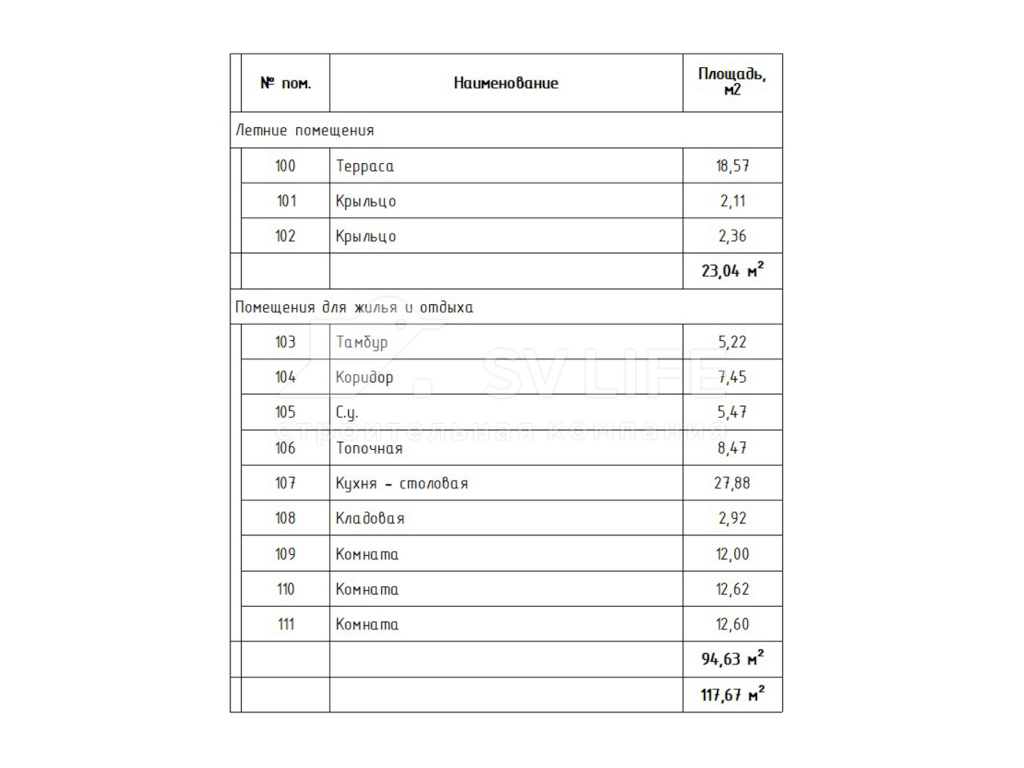 № пом. Наименование Площадь,
м2
Летние помещения
100 Терраса 18,57
101 Крыльцо 2,11
102 Крыльцо 2,36
23,04 м²
Помещения для жилья и отдыха
103 Тамбур 5,22
104 Коридор 7,45
SV LIFE
105 С.у. 5,47
строительная компания
106 Топочная 8,47
107 Кухня - столовая 27,88
108 Кладовая 2,92
109 Комната 12,00
110 Комната 12,62
111 Комната 12,60
94,63 м²
117,67 м²